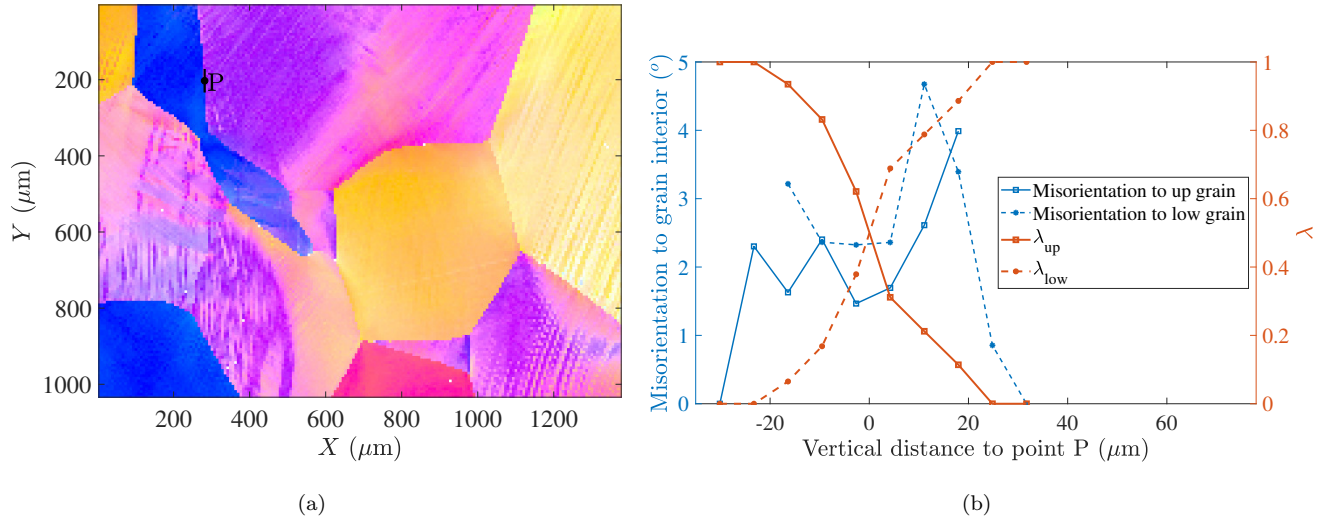 P
200
400
600
800
1000
Y (μm)
200 400 600 800 1000 1200
X (μm)
(a)
5
4
3
2
1
0
Misorientation to grain interior (°)
1
0.8
0.6
0.4
0.2
0
λ
Misorientation to up grain
Misorientation to low grain
λup
λlow
-20 0 20 40 60
Vertical distance to point P (μm)
(b)